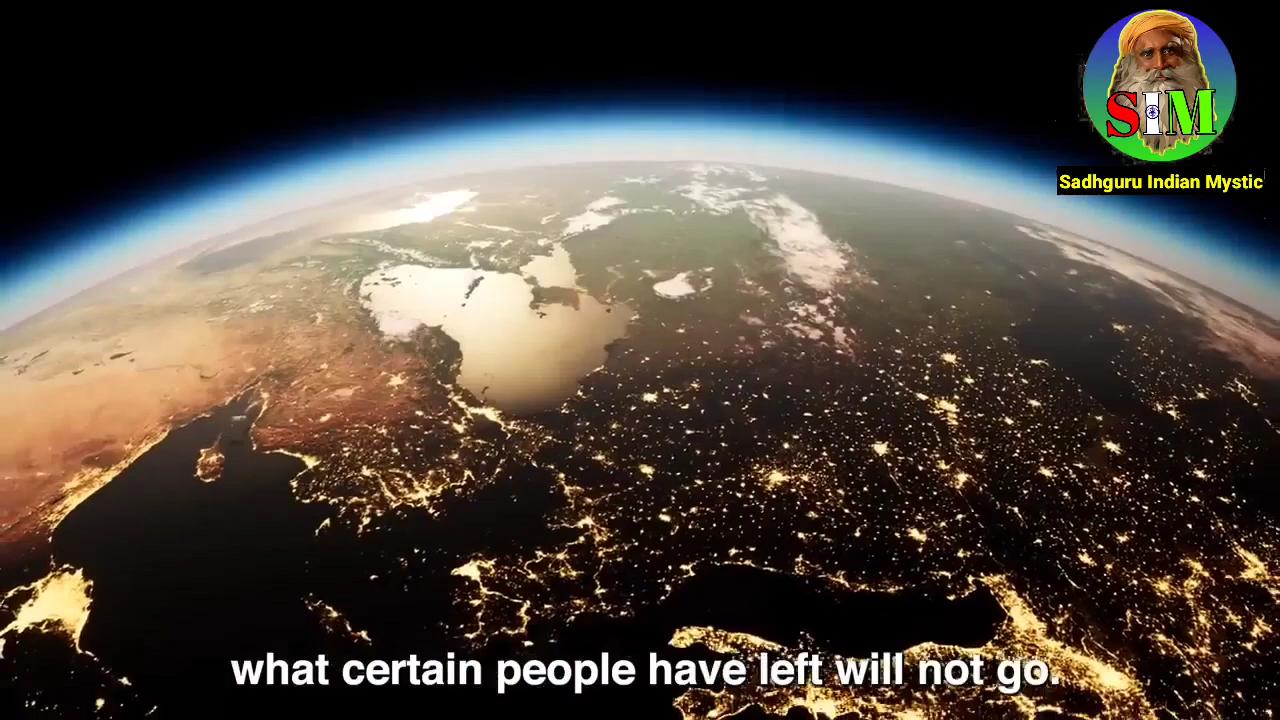 SIM
Sadhguru Indian Mystic
what certain people have left will not go.